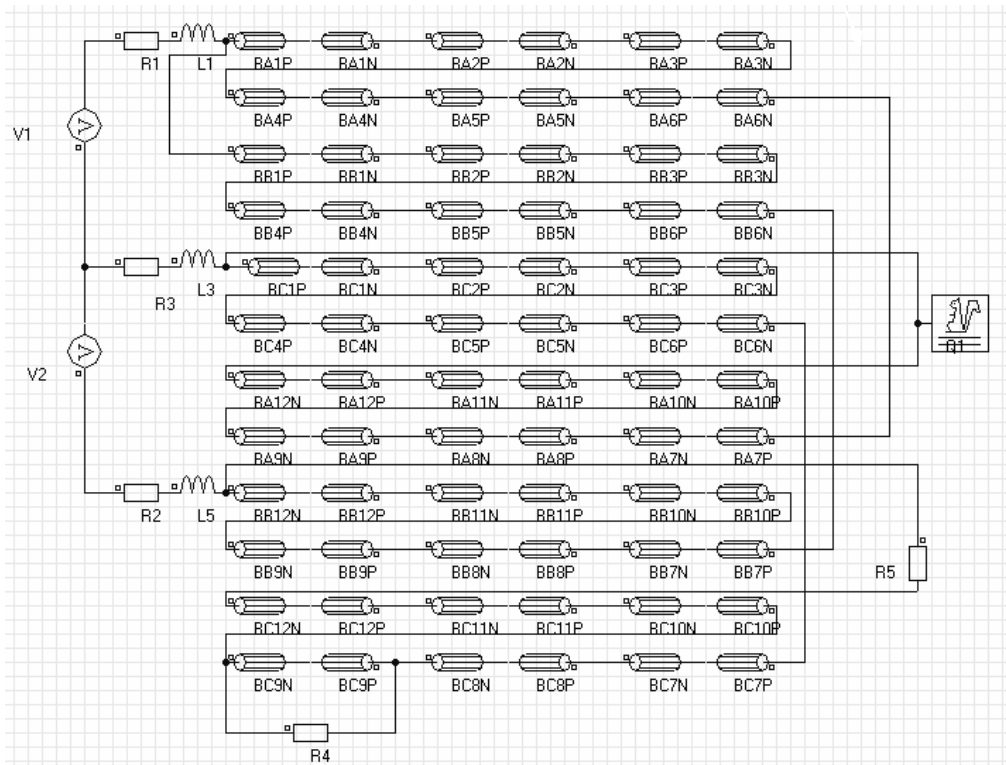 R1 L1 BA1P BA1N BA2P BA2N BA3P BA3N
V1 V BA4P BA4N BA5P BA5N BA6P BA6N
BB1P BB1N BB2P BB2N BB3P BB3N
BB4P BB4N BB5P BB5N BB6P BB6N
R3 L3 BC1P BC1N BC2P BC2N BC3P BC3N
V2 V BC4P BC4N BC5P BC5N BC6P BC6N Q1
BA12N BA12P BA11N BA11P BA10N BA10P
BA9N BA9P BA8N BA8P BA7N BA7P
R2 L5 BB12N BB12P BB11N BB11P BB10N BB10P
BB9N BB9P BB8N BB8P BB7N BB7P R5
BC12N BC12P BC11N BC11P BC10N BC10P
BC9N BC9P BC8N BC8P BC7N BC7P
R4